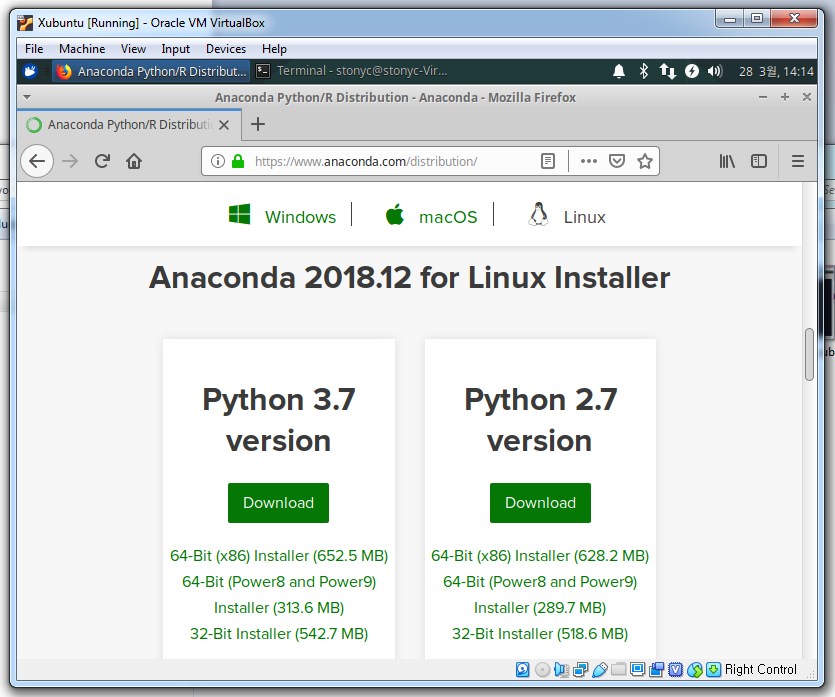 Xubuntu [Running] - Oracle VM VirtualBox
File Machine View Input Devices Help
Anaconda Python/R Distribut... Terminal - stonyc@stonyc-Vir... 28 3월, 14:14
Anaconda Python/R Distribution - Anaconda - Mozilla Firefox
Anaconda Python/R Distributi
https://www.anaconda.com/distribution/
Windows macOS Linux
Anaconda 2018.12 for Linux Installer
Python 3.7
version
Download
64-Bit (x86) Installer (652.5 MB)
64-Bit (Power8 and Power9)
Installer (313.6 MB)
32-Bit Installer (542.7 MB)
Python 2.7
version
Download
64-Bit (x86) Installer (628.2 MB)
64-Bit (Power8 and Power9)
Installer (289.7 MB)
32-Bit Installer (518.6 MB)
Right Control